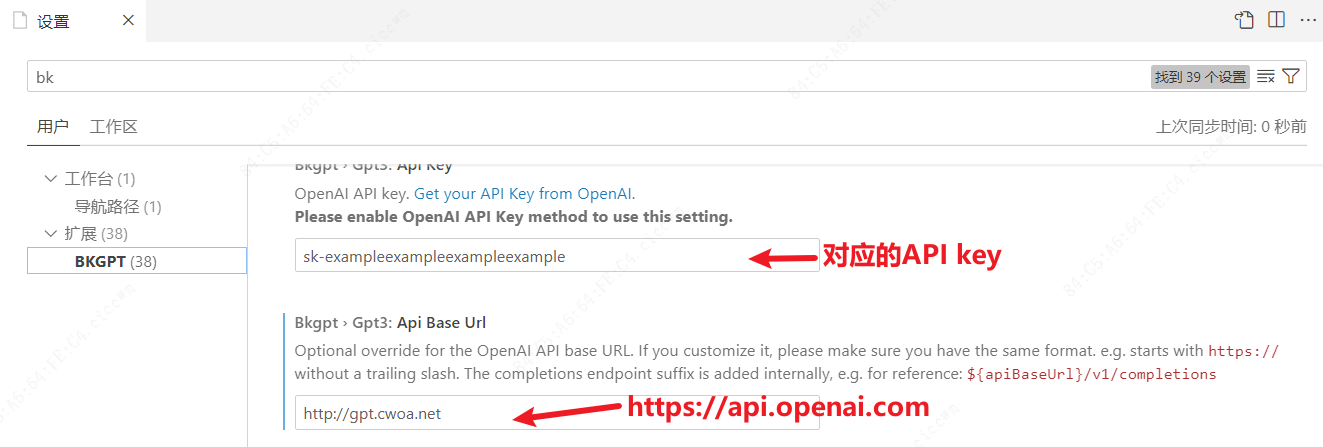 设置
bk
找到 39 个设置
用户 工作区
上次同步时间: 0 秒前
工作台 (1)
导航路径 (1)
扩展 (38)
BKGPT (38)
Bkgpt › Gpt3: Api Key
OpenAI API key. Get your API Key from OpenAI.
Please enable OpenAI API Key method to use this setting.
sk-exampleexampleexampleexample
对应的API key
Bkgpt › Gpt3: Api Base Url
Optional override for the OpenAI API base URL. If you customize it, please make sure you have the same format. e.g. starts with https://
without a trailing slash. The completions endpoint suffix is added internally, e.g. for reference: ${apiBaseUrl}/v1/completions
http://gpt.cwoa.net
https://api.openai.com